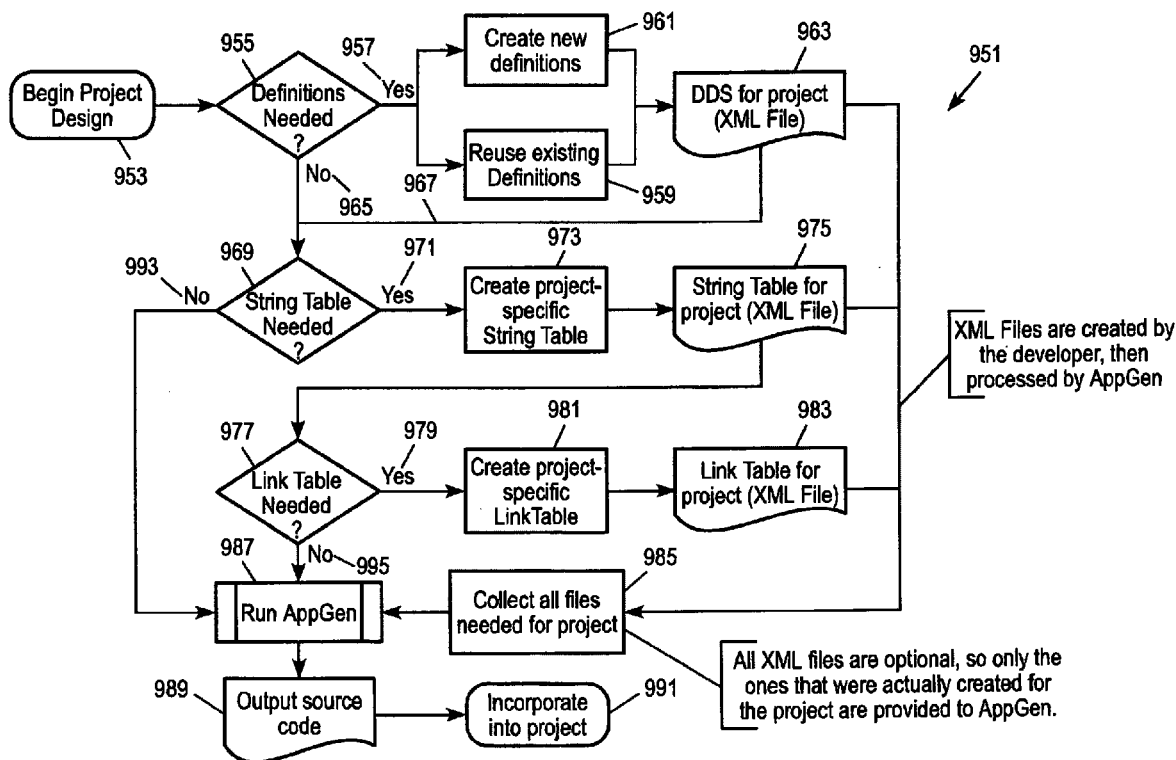 961
963
955
957
Create new
definitions
951
Begin Project
Design
Definitions
Needed
?
Yes
DDS for project
(XML File)
953
No
Reuse existing
Definitions
967
959
965
969
971
973
975
993
No
String Table
Needed
?
Yes
Create project-
specific
String Table
String Table for
project (XML File)
XML Files are created by
the developer, then
processed by AppGen
977
979
981
983
Link Table
Needed
?
Yes
Create project-
specific
LinkTable
Link Table for
project (XML File)
987
No
995
985
Run AppGen
Collect all files
needed for project
All XML files are optional, so only the
ones that were actually created for
the project are provided to AppGen.
989
Output source
code
Incorporate
into project
991